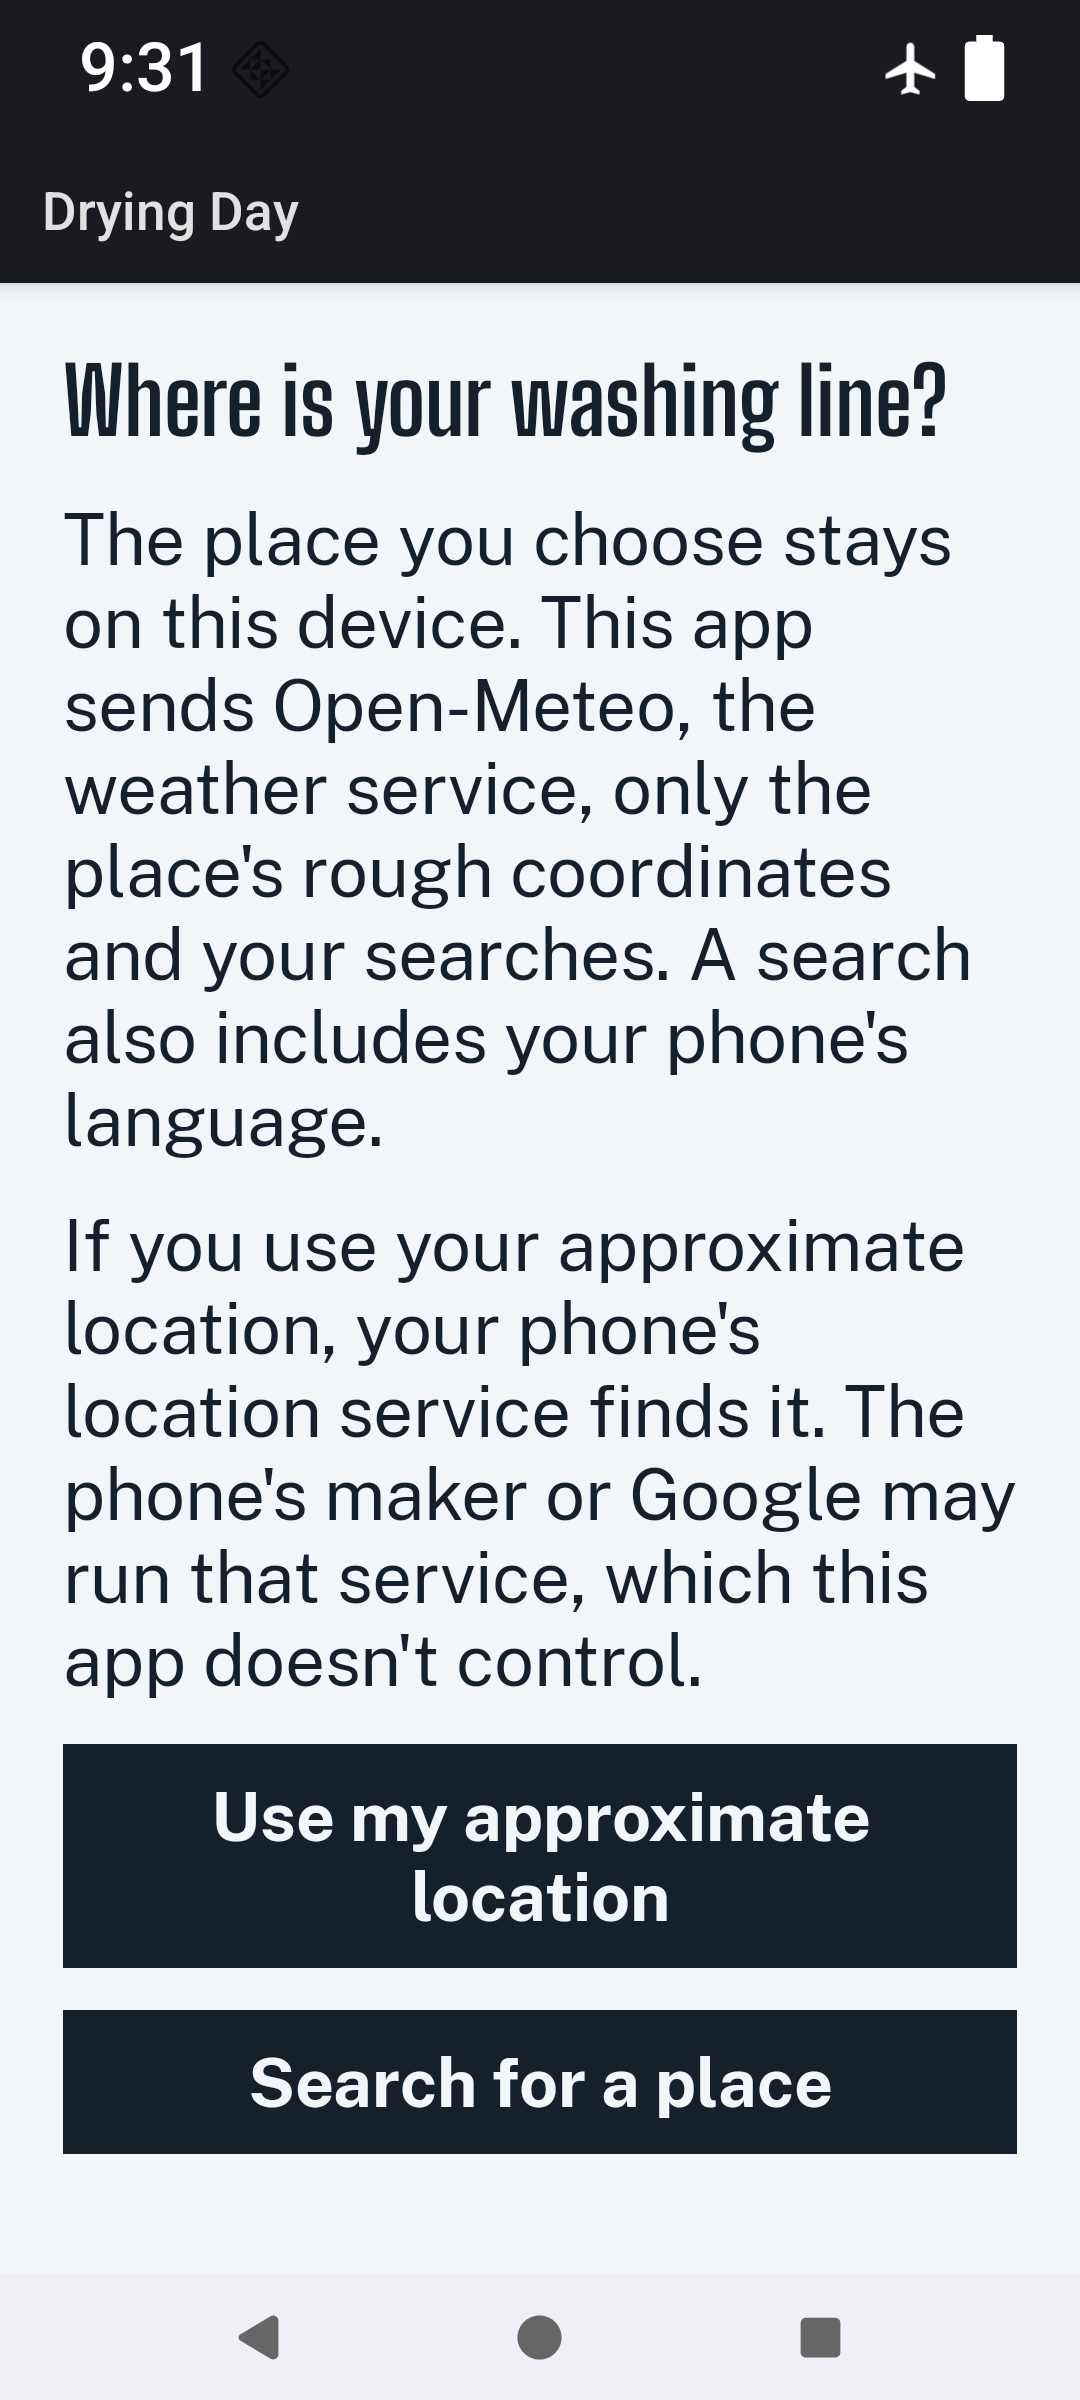 9:31
Drying Day
Where is your washing line?
The place you choose stays
on this device. This app
sends Open-Meteo, the
weather service, only the
place's rough coordinates
and your searches. A search
also includes your phone's
language.
If you use your approximate
location, your phone's
location service finds it. The
phone's maker or Google may
run that service, which this
app doesn't control.
Use my approximate
location
Search for a place